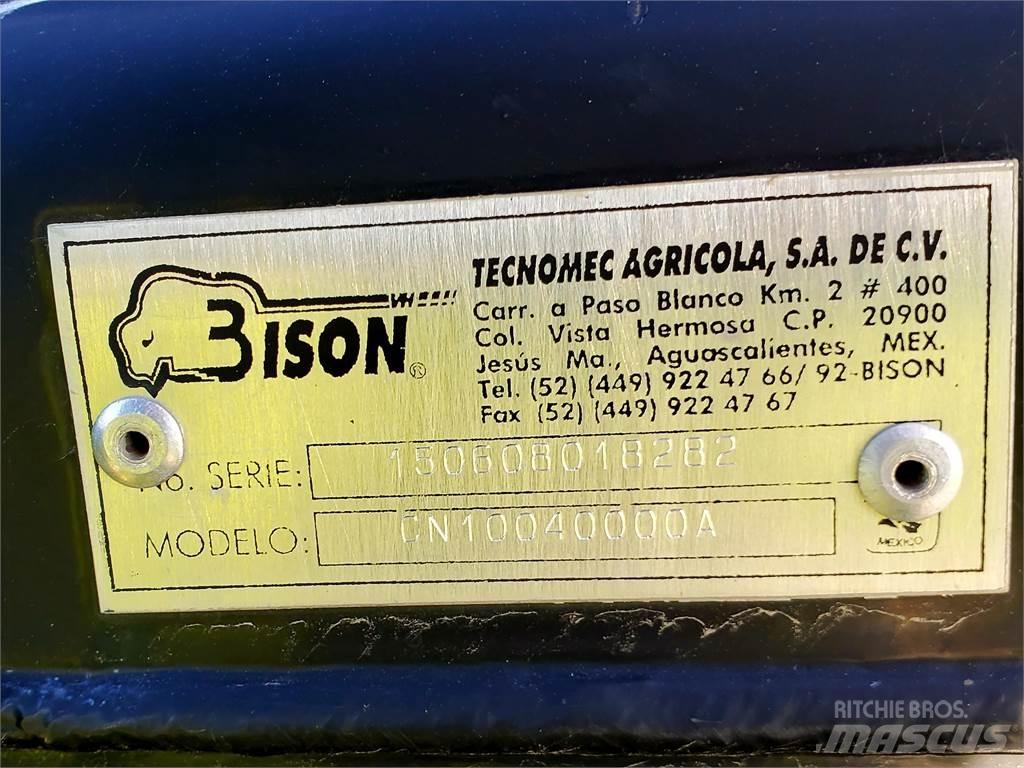 BISON®
TECNOMEC AGRICOLA, S.A. DE C.V.
Carr. a Paso Blanco Km. 2 # 400
Col. Vista Hermosa C.P. 20900
Jesús Ma., Aguascalientes, MEX.
Tel. (52) (449) 922 47 66/ 92-BISON
Fax (52) (449) 922 47 67
No. SERIE: 150608018282
MODELO: CN10040000A
MEXICO
RITCHIE BROS.
MASCUS